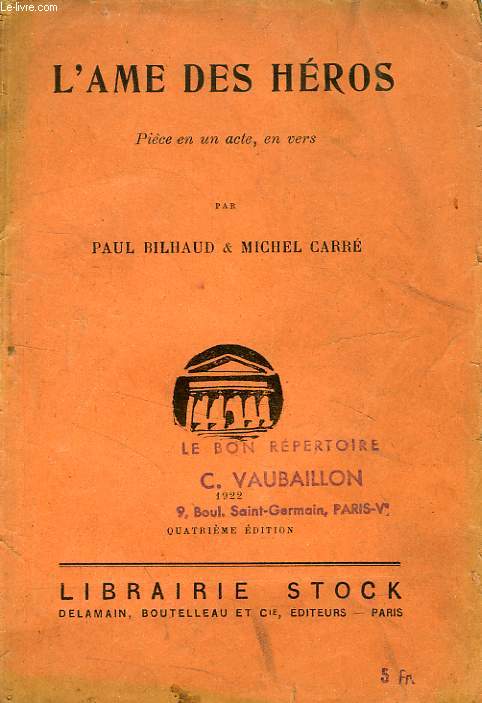 Le-livre.com
L'AME DES HÉROS
Pièce en un acte, en vers
PAR
PAUL BILHAUD & MICHEL CARRÉ
LE BON RÉPERTOIRE
C. VAUBAILLON
1922
9, Boul. Saint-Germain, PARIS-Vᵉ
QUATRIÈME ÉDITION
LIBRAIRIE STOCK
DELAMAIN, BOUTELLEAU ET Cⁱᴱ, EDITEURS — PARIS
5 Fr.